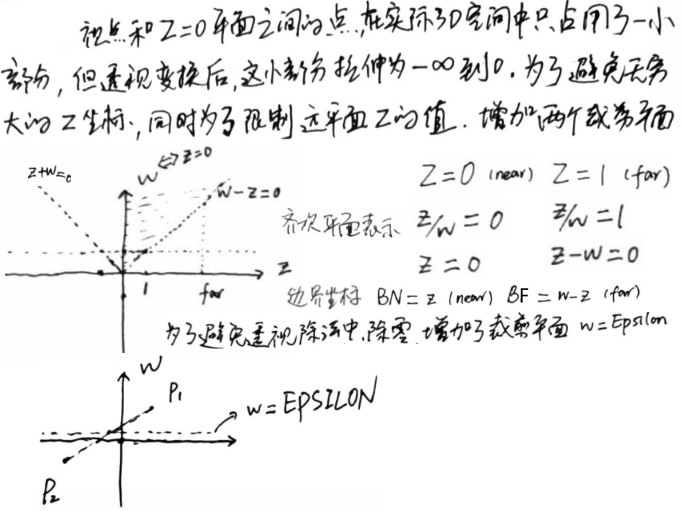 视点和Z=0平面之间的点,在实际3D空间中只占用了一小
部分,但透视变换后,这小部份拉伸为-∞到0.为了避免无穷
大的Z坐标,同时为了限制远平面Z的值.增加两个裁剪平面
W⟺z=0
z+w=0
w-z=0
Z=0 (near) Z=1 (far)
齐次平面表示 z/w=0 z/w=1
z=0 z-w=0
z
1
far
边界坐标 BN=z (near) BF=w-z (far)
为了避免透视除法中,除零,增加了裁剪平面 w=Epsilon
W
P1
w=EPSILON
P2